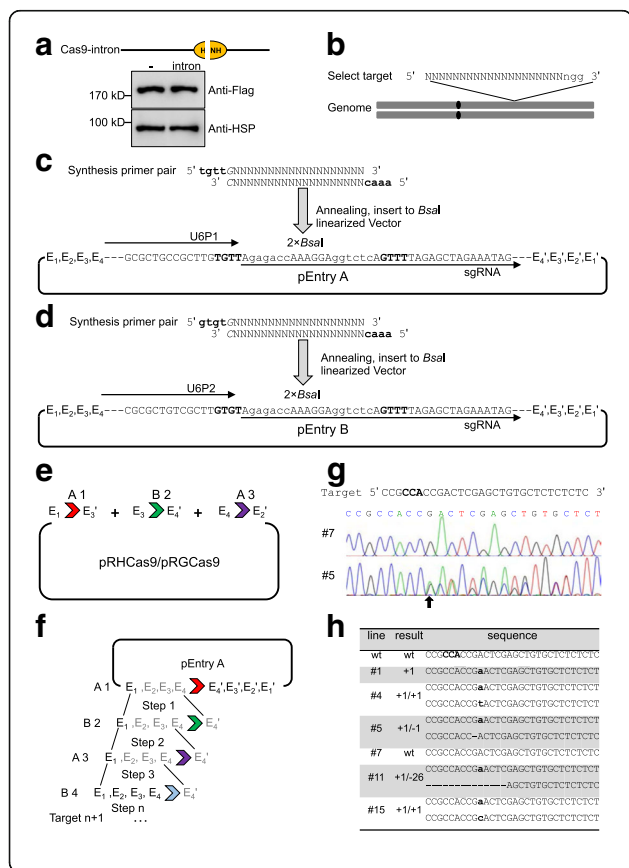 a
Cas9-intron
H NH
- intron
170 kD
Anti-Flag
100 kD
Anti-HSP
b
Select target 5' NNNNNNNNNNNNNNNNNNNNngg 3'
Genome
c
Synthesis primer pair 5' tgttGNNNNNNNNNNNNNNNNNNN 3'
3' CNNNNNNNNNNNNNNNNNNNcaaa 5'
Annealing, insert to BsaI
linearized Vector
U6P1
2×BsaI
E1,E2,E3,E4---GCGCTGCCGCTTGTGTTAgagaccAAAGGAggtctcAGTTTTAGAGCTAGAAATAG---E4',E3',E2',E1'
pEntry A
sgRNA
d
Synthesis primer pair 5' gtgtGNNNNNNNNNNNNNNNNNNN 3'
3' CNNNNNNNNNNNNNNNNNNNcaaa 5'
Annealing, insert to BsaI
linearized Vector
U6P2
2×BsaI
E1,E2,E3,E4---CGCGCTGTCGCTTGTGTAgagaccAAAGGAggtctcAGTTTTAGAGCTAGAAATAG---E4',E3',E2',E1'
pEntry B
sgRNA
e
A 1 B 2 A 3
E1 E3' + E3 E4' + E4 E2'
pRHCas9/pRGCas9
f
pEntry A
A 1 E1,E2,E3,E4 E4',E3',E2',E1'
Step 1
B 2 E1,E2,E3,E4 E4'
Step 2
A 3 E1,E2,E3,E4 E4'
Step 3
B 4 E1,E2,E3,E4 E4'
Step n
Target n+1 ...
g
Target 5'CCGCCACCGACTCGAGCTGTGCTCTCTCTC 3'
C C G C C A C C G A C T C G A G C T G T G C T C T
#7
#5
h
line result sequence
wt wt CCGCCACCGACTCGAGCTGTGCTCTCTCTC
#1 +1 CCGCCACCGaACTCGAGCTGTGCTCTCTCT
#4 +1/+1 CCGCCACCGaACTCGAGCTGTGCTCTCTCT
CCGCCACCGtACTCGAGCTGTGCTCTCTCT
#5 +1/-1 CCGCCACCGaACTCGAGCTGTGCTCTCTCT
CCGCCACC-ACTCGAGCTGTGCTCTCTCTC
#7 wt CCGCCACCGACTCGAGCTGTGCTCTCTCTC
#11 +1/-26 CCGCCACCGaACTCGAGCTGTGCTCTCTCT
--------------AGCTGTGCTCTCTCTC
#15 +1/+1 CCGCCACCGaACTCGAGCTGTGCTCTCTCT
CCGCCACCGcACTCGAGCTGTGCTCTCTCT